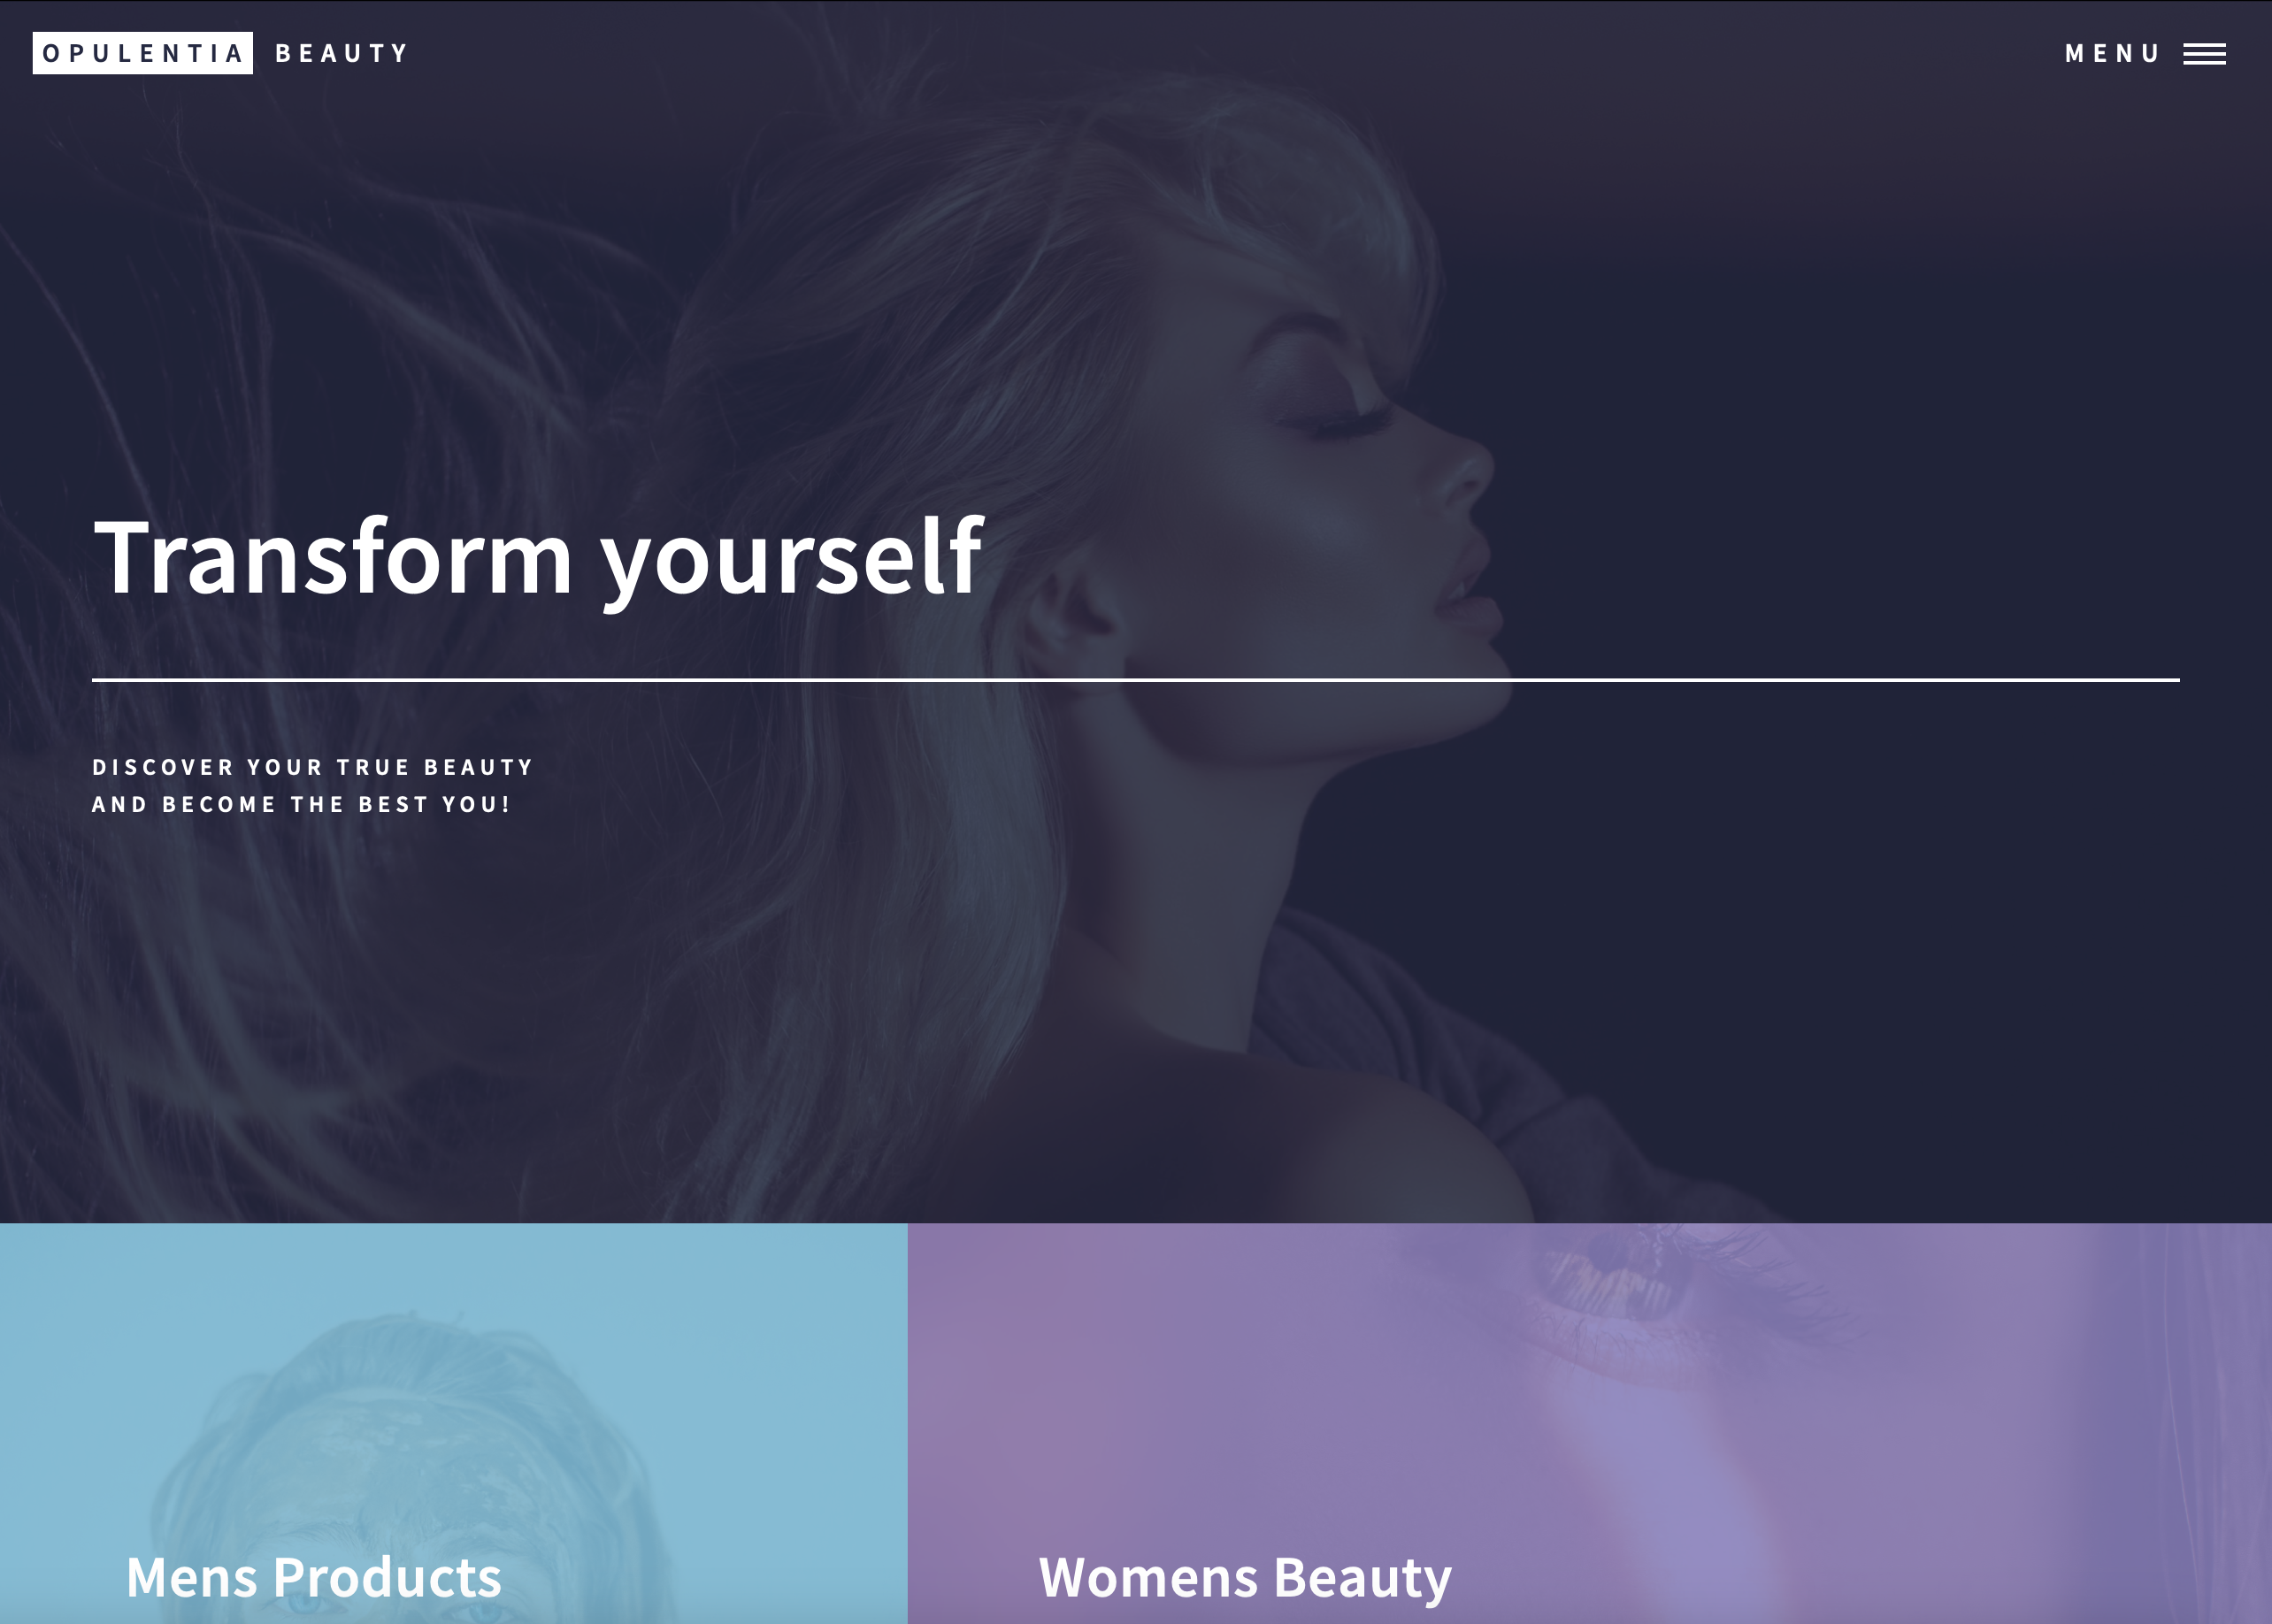 OPULENTIA BEAUTY
MENU
Transform yourself
DISCOVER YOUR TRUE BEAUTY
AND BECOME THE BEST YOU!
Mens Products
Womens Beauty